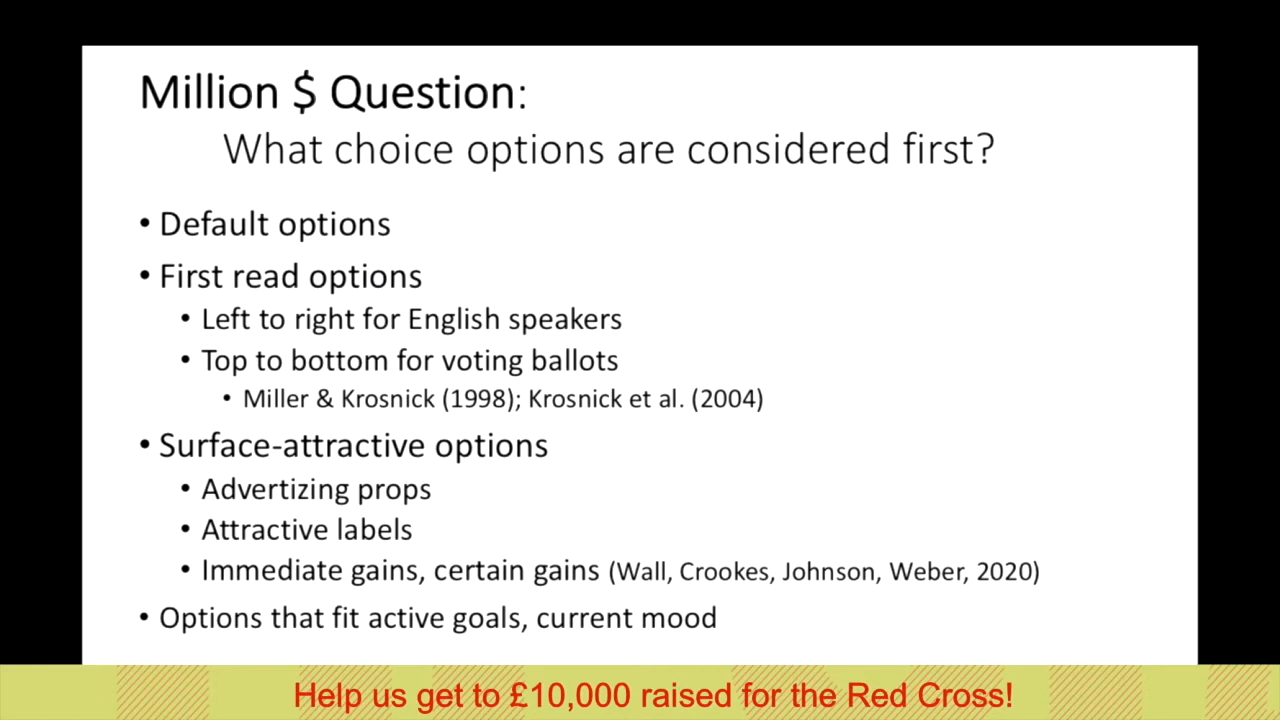 Million $ Question:
What choice options are considered first?
• Default options
• First read options
• Left to right for English speakers
• Top to bottom for voting ballots
• Miller & Krosnick (1998); Krosnick et al. (2004)
• Surface-attractive options
• Advertizing props
• Attractive labels
• Immediate gains, certain gains (Wall, Crookes, Johnson, Weber, 2020)
• Options that fit active goals, current mood
Help us get to £10,000 raised for the Red Cross!